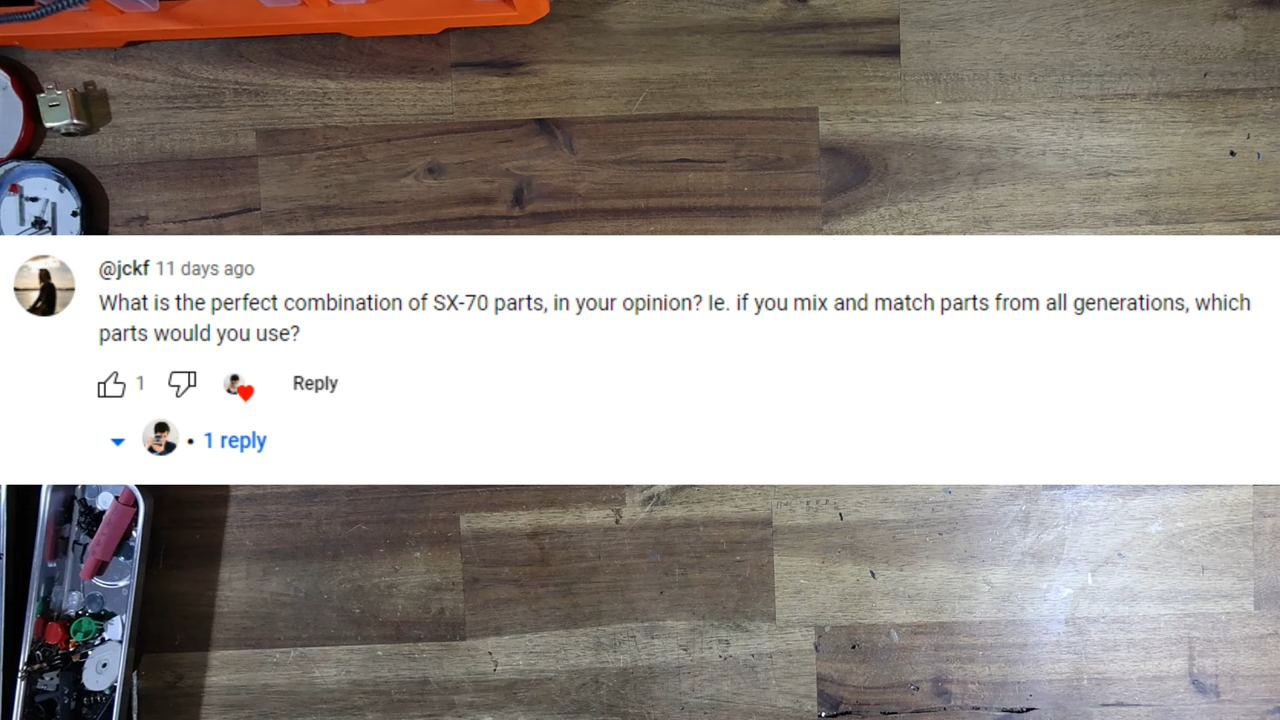 @jckf 11 days ago
What is the perfect combination of SX-70 parts, in your opinion? Ie. if you mix and match parts from all generations, which
parts would you use?
1 Reply
• 1 reply